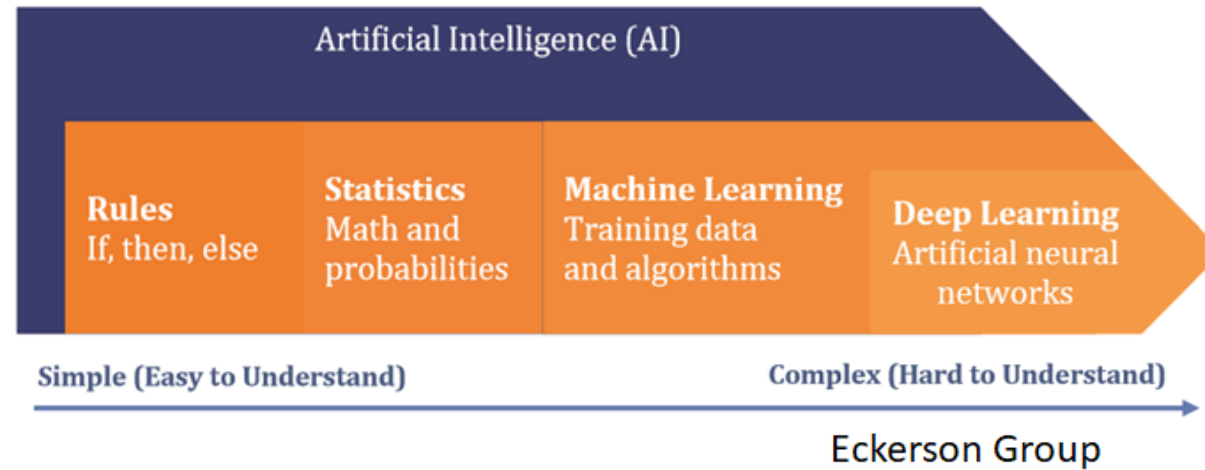 Artificial Intelligence (AI)
Rules
If, then, else
Statistics
Math and
probabilities
Machine Learning
Training data
and algorithms
Deep Learning
Artificial neural
networks
Simple (Easy to Understand)
Complex (Hard to Understand)
Eckerson Group